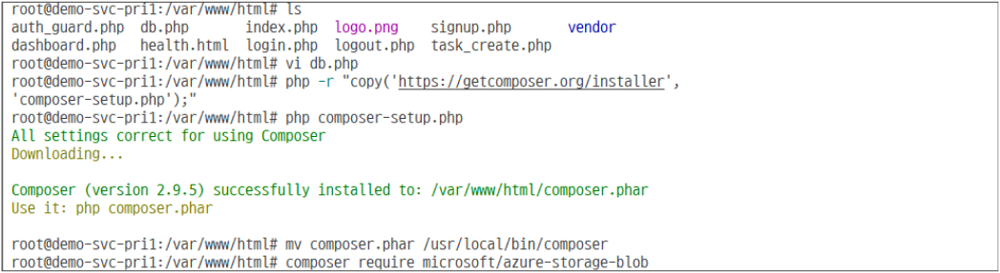 root@demo-svc-pri1:/var/www/html# ls
auth_guard.php  db.php      index.php  logo.png    signup.php       vendor
dashboard.php   health.html  login.php  logout.php  task_create.php
root@demo-svc-pri1:/var/www/html# vi db.php
root@demo-svc-pri1:/var/www/html# php -r "copy('https://getcomposer.org/installer',
'composer-setup.php');"
root@demo-svc-pri1:/var/www/html# php composer-setup.php
All settings correct for using Composer
Downloading...
Composer (version 2.9.5) successfully installed to: /var/www/html/composer.phar
Use it: php composer.phar
root@demo-svc-pri1:/var/www/html# mv composer.phar /usr/local/bin/composer
root@demo-svc-pri1:/var/www/html# composer require microsoft/azure-storage-blob